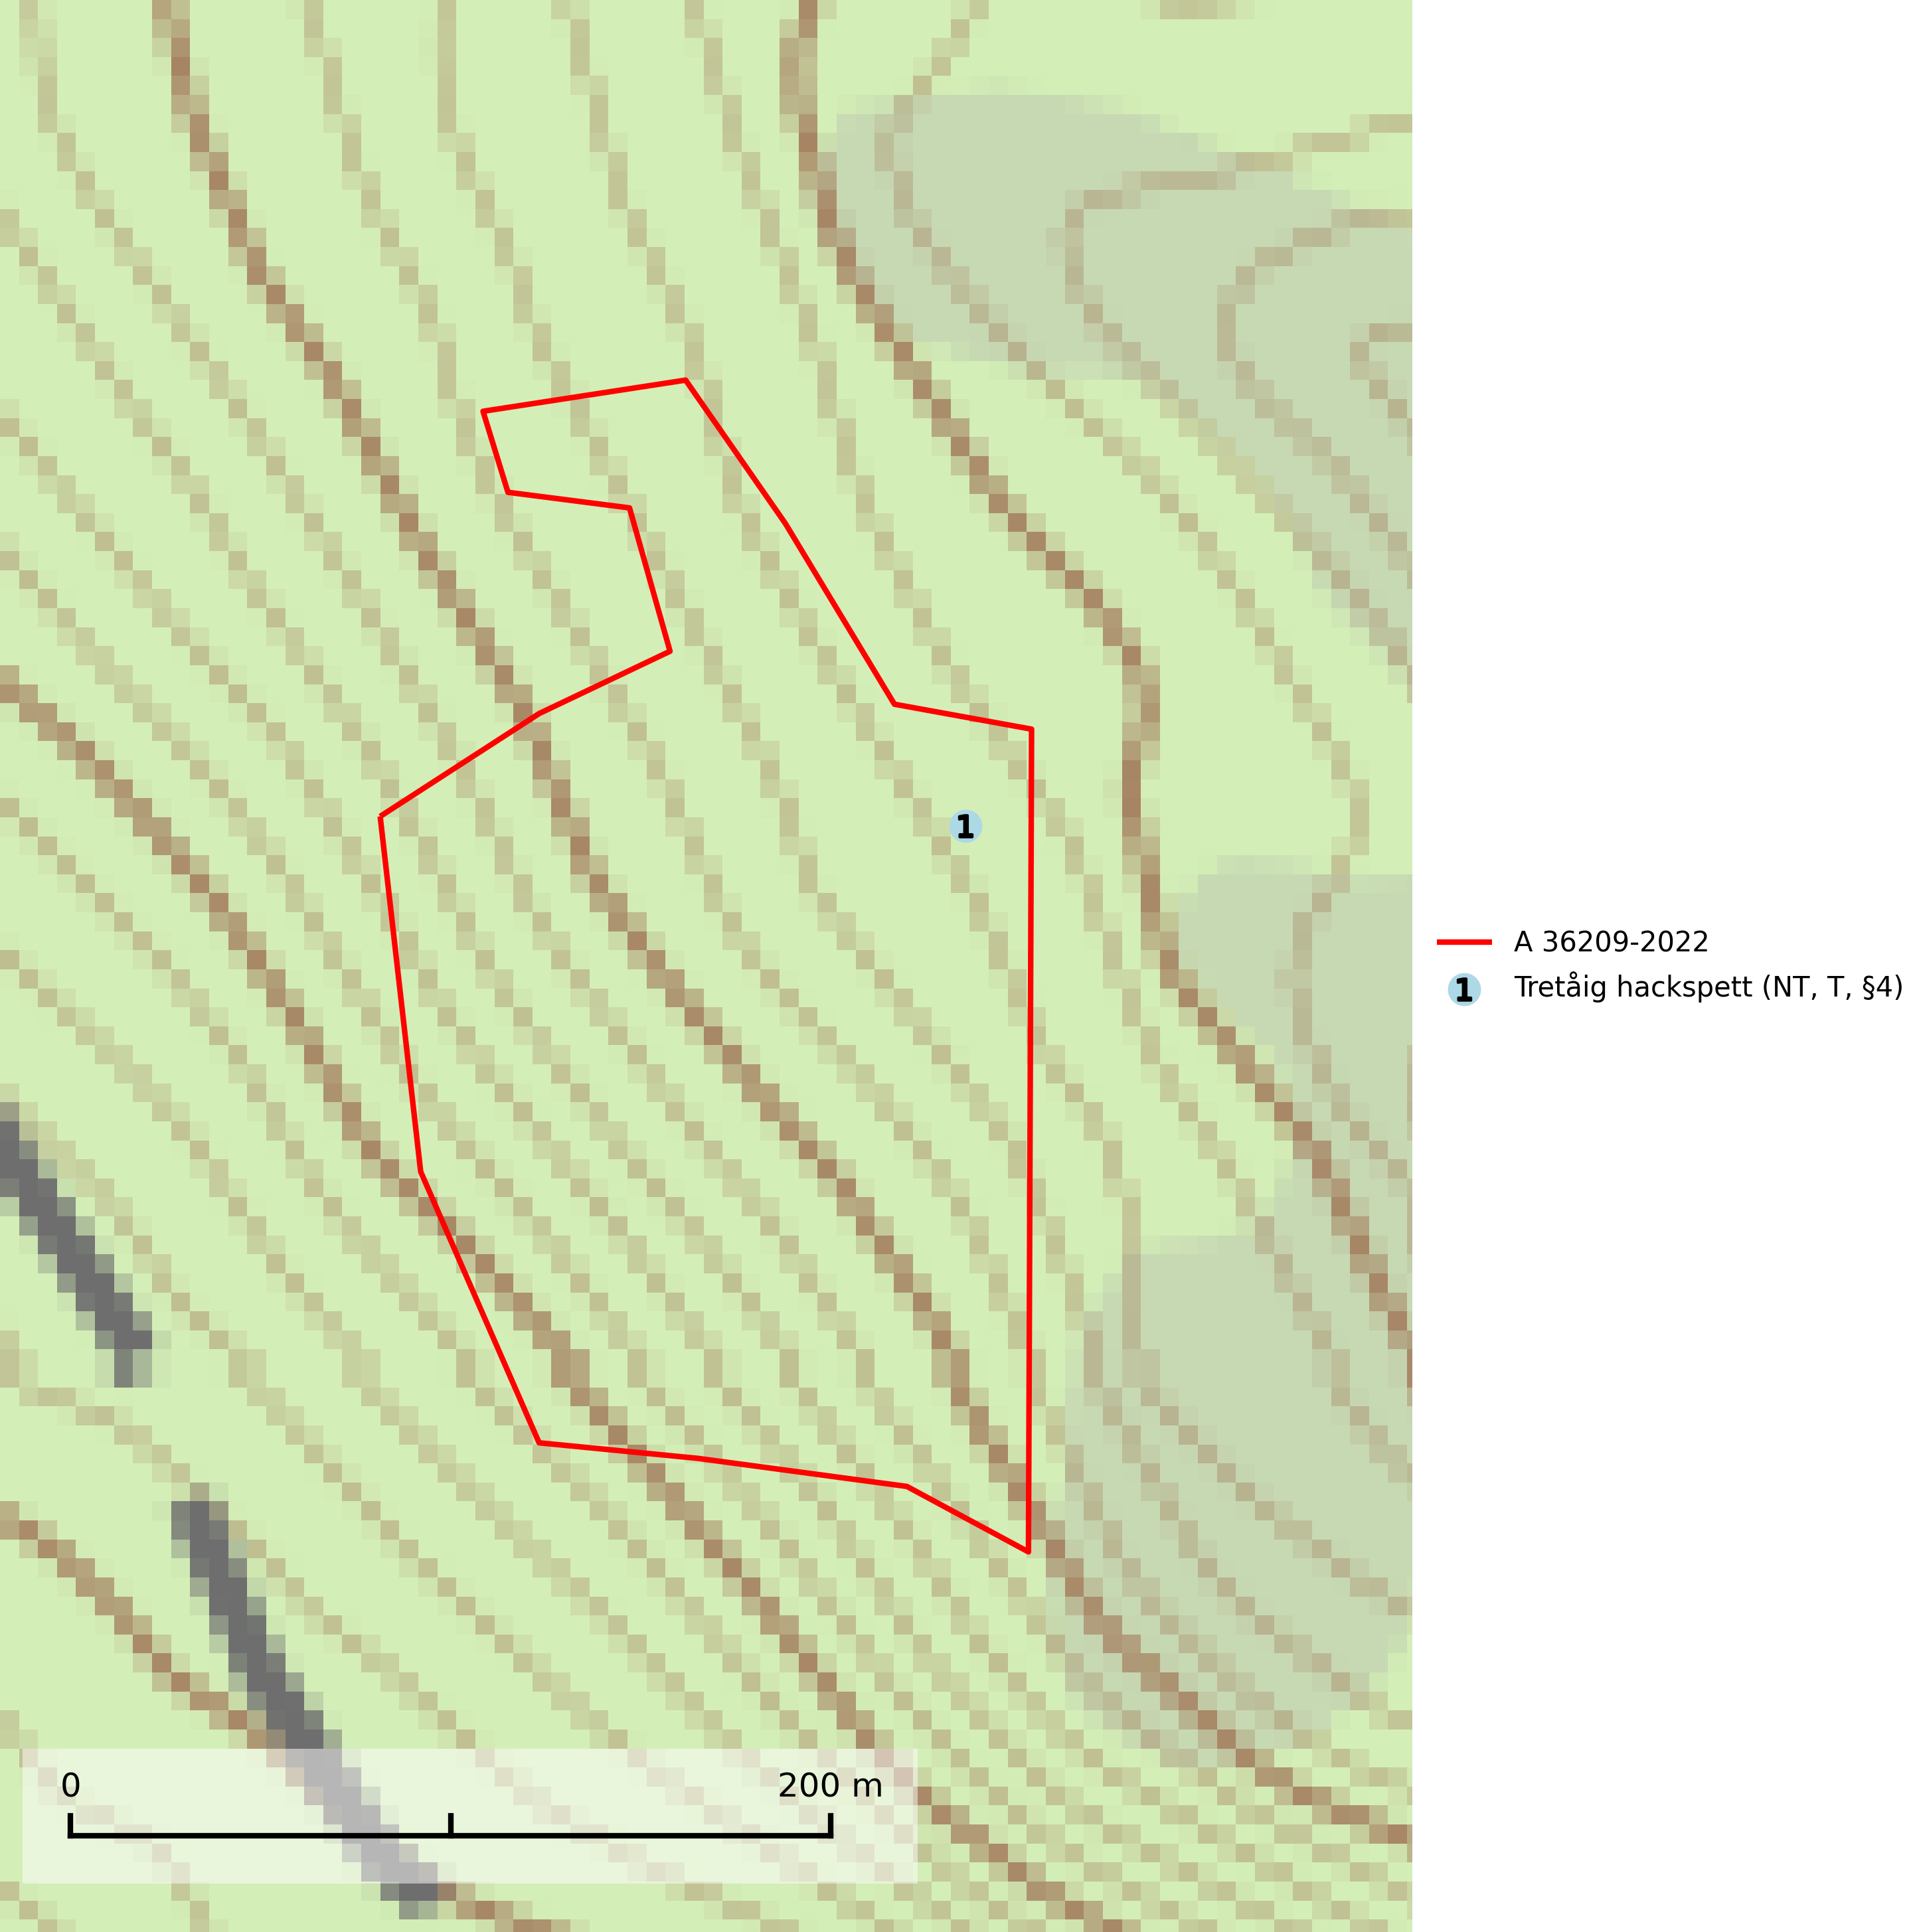 1
A 36209-2022
1 Tretåig hackspett (NT, T, §4)
0 200 m